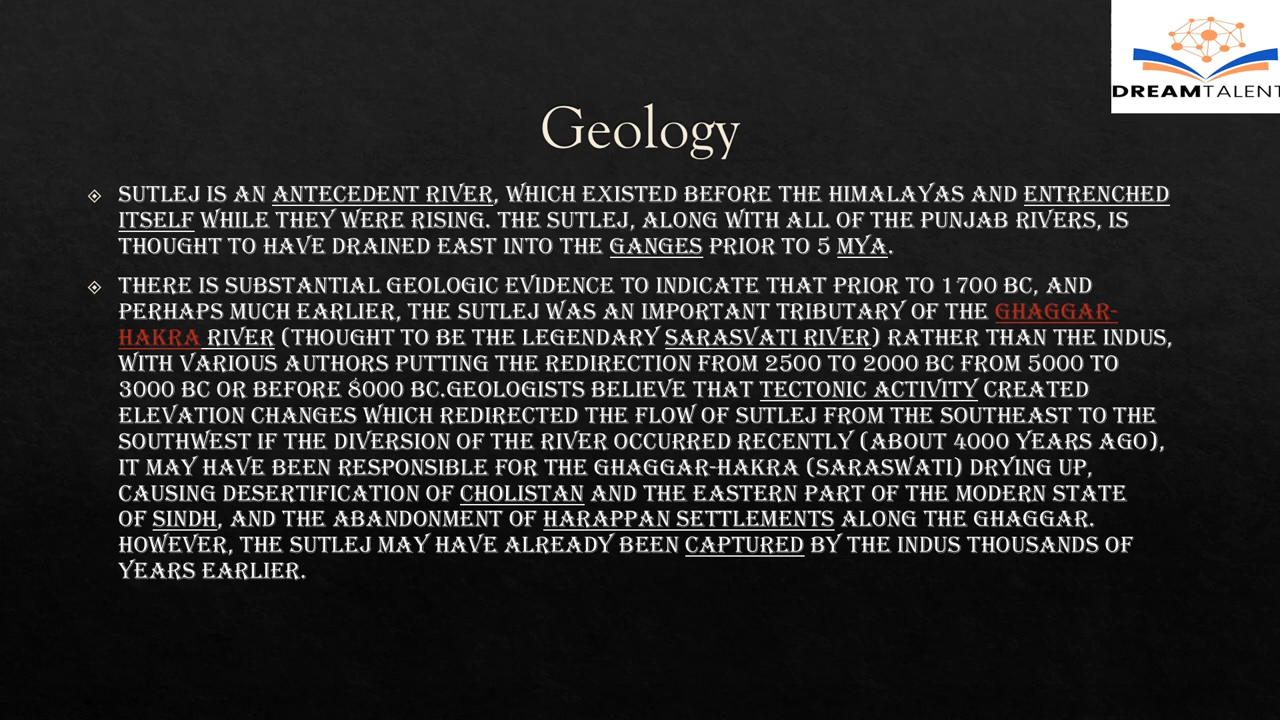 DREAMTALENT
Geology
SUTLEJ IS AN ANTECEDENT RIVER, WHICH EXISTED BEFORE THE HIMALAYAS AND ENTRENCHED
ITSELF WHILE THEY WERE RISING. THE SUTLEJ, ALONG WITH ALL OF THE PUNJAB RIVERS, IS
THOUGHT TO HAVE DRAINED EAST INTO THE GANGES PRIOR TO 5 MYA.
THERE IS SUBSTANTIAL GEOLOGIC EVIDENCE TO INDICATE THAT PRIOR TO 1700 BC, AND
PERHAPS MUCH EARLIER, THE SUTLEJ WAS AN IMPORTANT TRIBUTARY OF THE GHAGGAR-
HAKRA RIVER (THOUGHT TO BE THE LEGENDARY SARASVATI RIVER) RATHER THAN THE INDUS,
WITH VARIOUS AUTHORS PUTTING THE REDIRECTION FROM 2500 TO 2000 BC FROM 5000 TO
3000 BC OR BEFORE 8000 BC.GEOLOGISTS BELIEVE THAT TECTONIC ACTIVITY CREATED
ELEVATION CHANGES WHICH REDIRECTED THE FLOW OF SUTLEJ FROM THE SOUTHEAST TO THE
SOUTHWEST IF THE DIVERSION OF THE RIVER OCCURRED RECENTLY (ABOUT 4000 YEARS AGO),
IT MAY HAVE BEEN RESPONSIBLE FOR THE GHAGGAR-HAKRA (SARASWATI) DRYING UP,
CAUSING DESERTIFICATION OF CHOLISTAN AND THE EASTERN PART OF THE MODERN STATE
OF SINDH, AND THE ABANDONMENT OF HARAPPAN SETTLEMENTS ALONG THE GHAGGAR.
HOWEVER, THE SUTLEJ MAY HAVE ALREADY BEEN CAPTURED BY THE INDUS THOUSANDS OF
YEARS EARLIER.